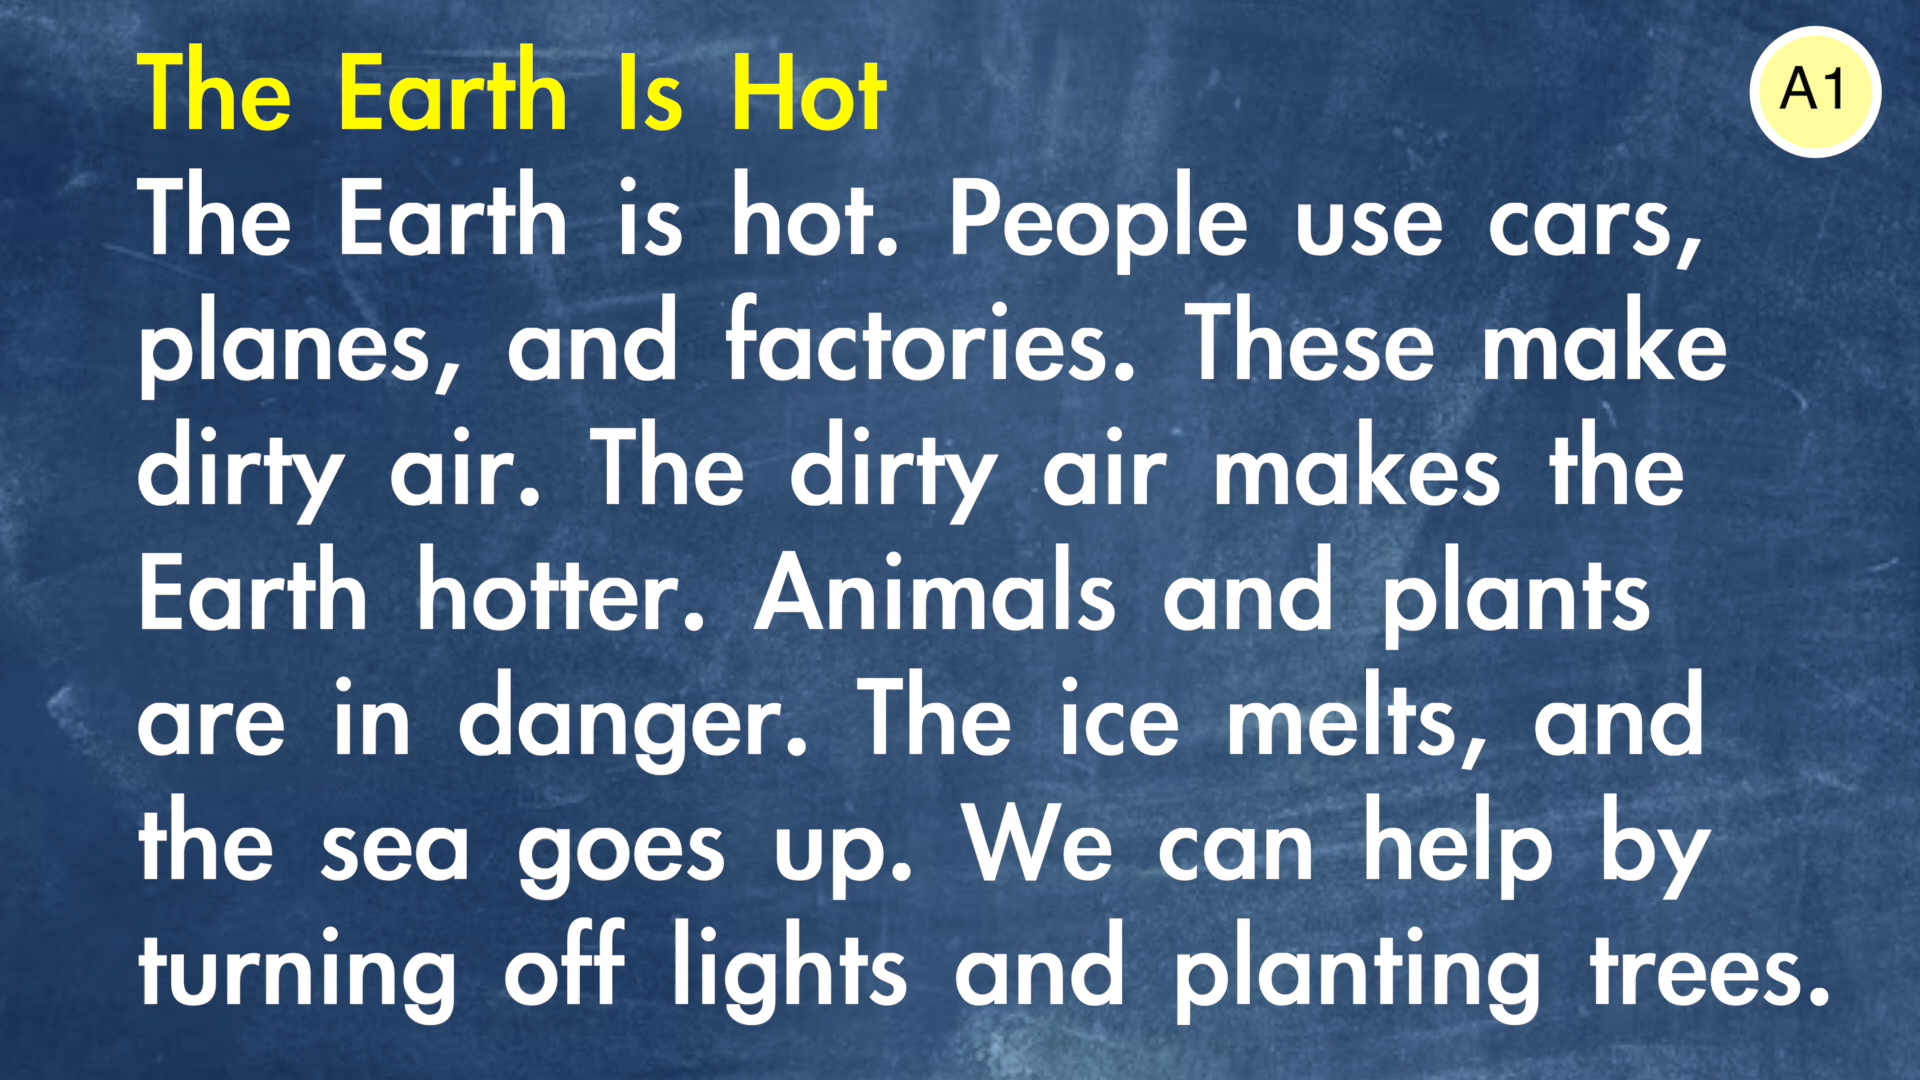 The Earth Is Hot
A1
The Earth is hot. People use cars,
planes, and factories. These make
dirty air. The dirty air makes the
Earth hotter. Animals and plants
are in danger. The ice melts, and
the sea goes up. We can help by
turning off lights and planting trees.